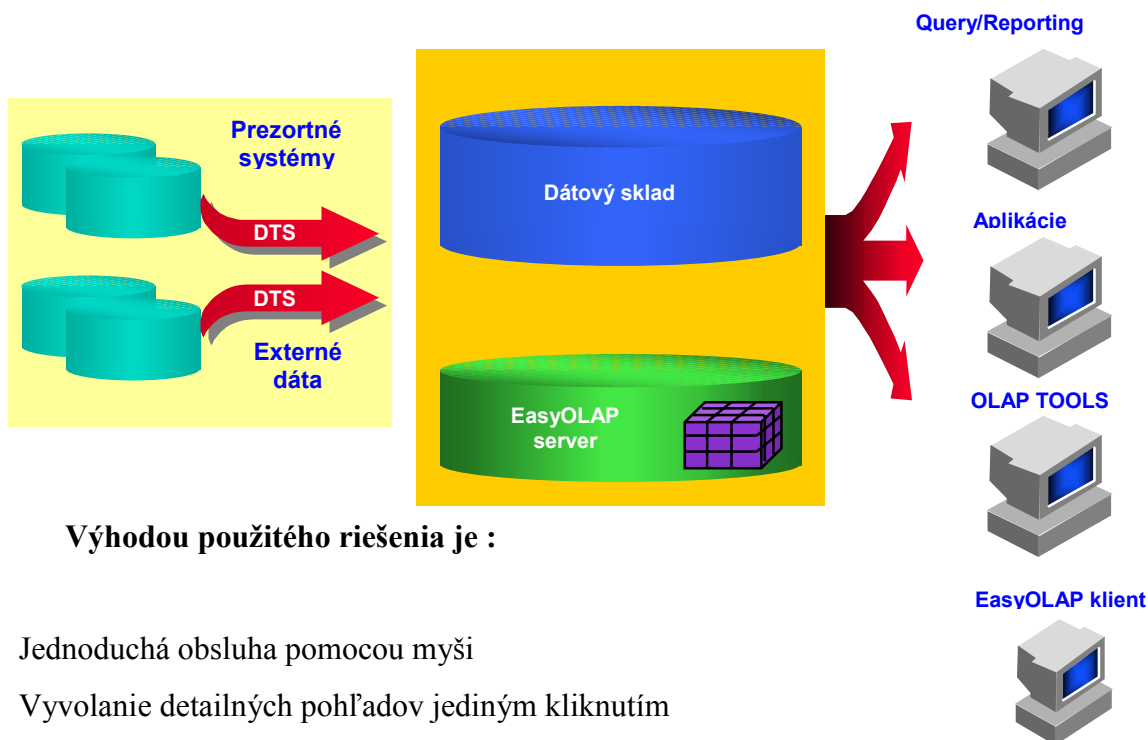 Query/Reporting
Prezortné
systémy
DTS
DTS
Externé
dáta
Dátový sklad
EasyOLAP
server
Aplikácie
OLAP TOOLS
EasyOLAP klient
Výhodou použitého riešenia je :
Jednoduchá obsluha pomocou myši
Vyvolanie detailných pohľadov jediným kliknutím